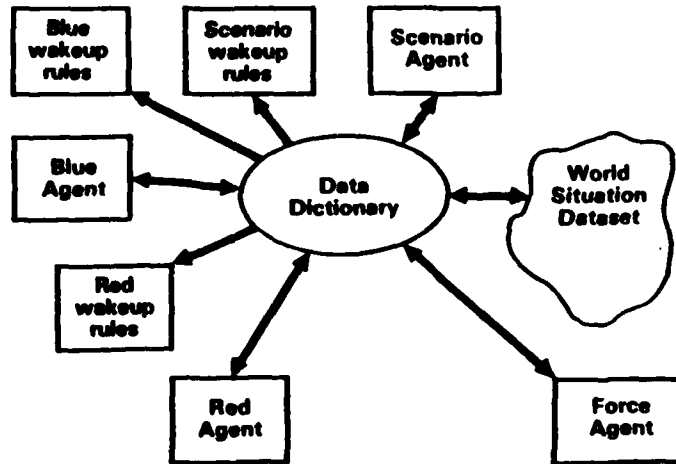 Blue
wakeup
rules
Scenario
wakeup
rules
Scenario
Agent
Blue
Agent
Data
Dictionary
World
Situation
Dataset
Red
wakeup
rules
Red
Agent
Force
Agent